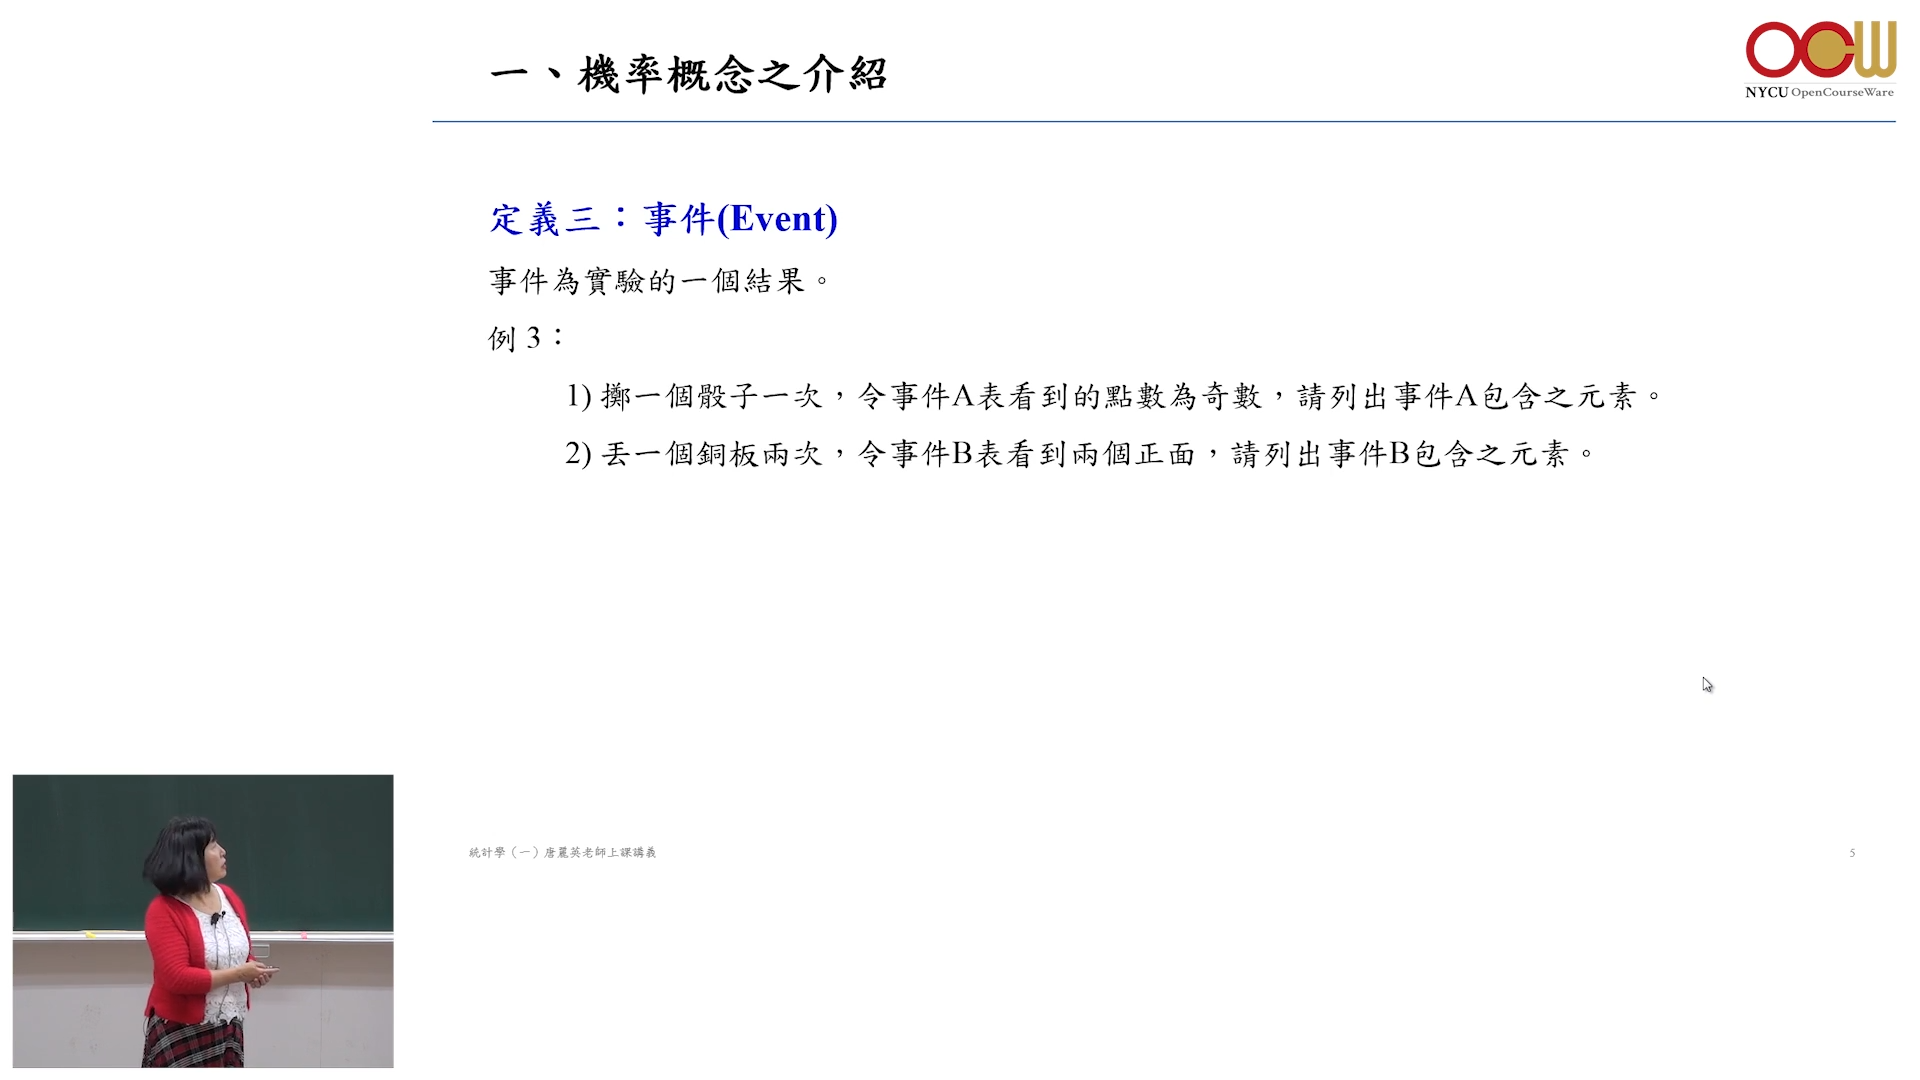 一、機率概念之介紹
OCW
NYCU OpenCourseWare
定義三：事件(Event)
事件為實驗的一個結果。
例 3：
1) 擲一個骰子一次，令事件A表看到的點數為奇數，請列出事件A包含之元素。
2) 丟一個銅板兩次，令事件B表看到兩個正面，請列出事件B包含之元素。
統計學（一）唐麗英老師上課講義
5